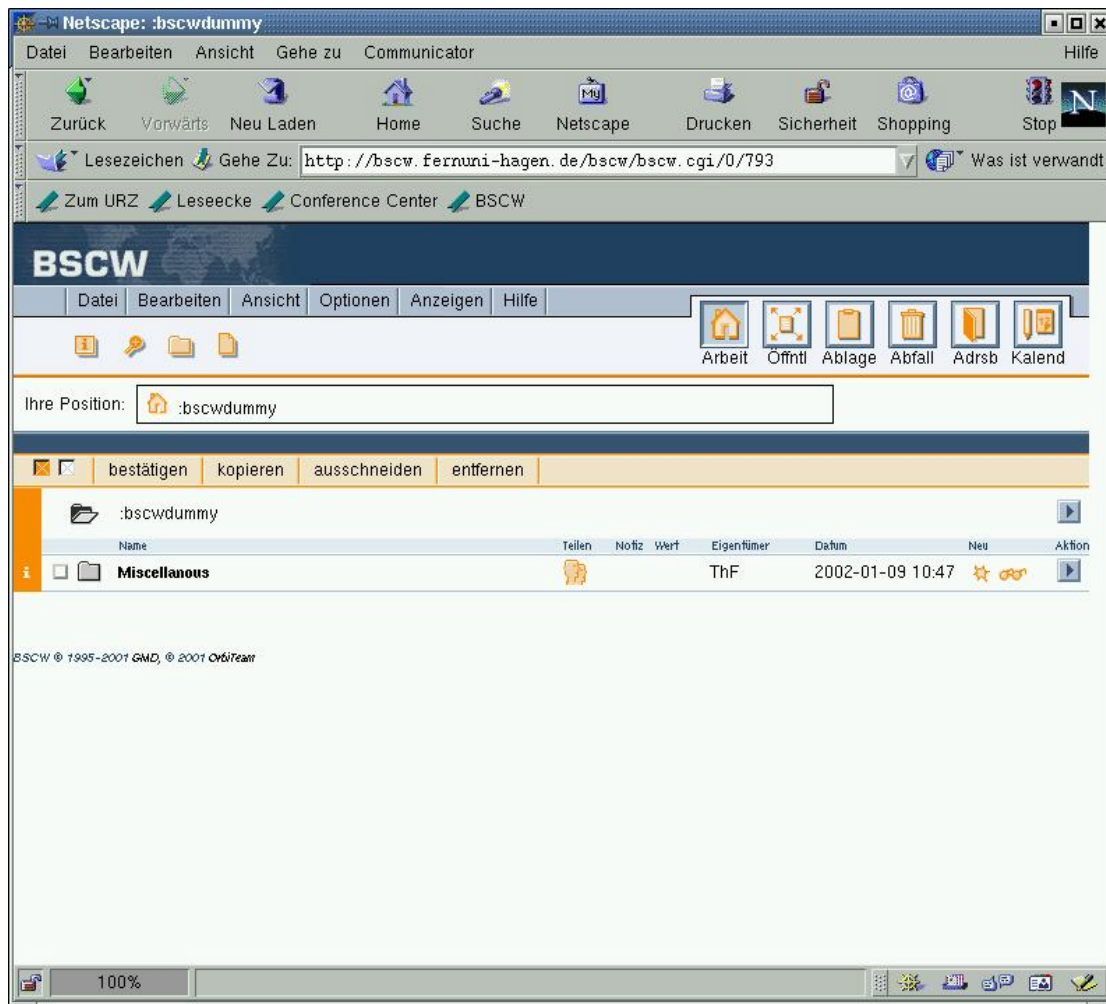 Netscape: :bscwdummy
Datei Bearbeiten Ansicht Gehe zu Communicator Hilfe
Zurück Vorwärts Neu Laden Home Suche Netscape Drucken Sicherheit Shopping Stop N
Lesezeichen Gehe Zu: http://bscw.fernuni-hagen.de/bscw/bscw.cgi/0/793 Was ist verwandt
Zum URZ Leseecke Conference Center BSCW
BSCW
Datei Bearbeiten Ansicht Optionen Anzeigen Hilfe
Arbeit Öffntl Ablage Abfall Adrsb Kalend
Ihre Position: :bscwdummy
bestätigen kopieren ausschneiden entfernen
:bscwdummy
Name Teilen Notiz Wert Eigentümer Datum Neu Aktion
i Miscellanous ThF 2002-01-09 10:47
BSCW © 1995-2001 GMD, © 2001 OrbiTeam
100%